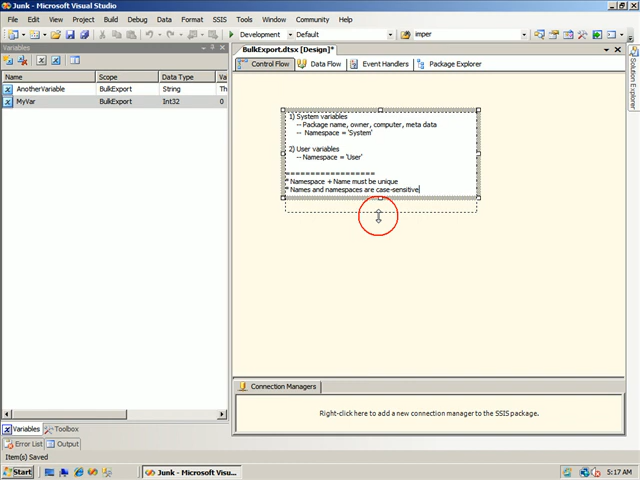 Junk - Microsoft Visual Studio
File Edit View Project Build Debug Data Format SSIS Tools Window Community Help
Development Default imper
Variables
Name Scope Data Type Va
AnotherVariable BulkExport String Th
MyVar BulkExport Int32 0
BulkExport.dtsx [Design]*
Control Flow Data Flow Event Handlers Package Explorer
1) System variables
-- Package name, owner, computer, meta data
-- Namespace = 'System'
2) User variables
-- Namespace = 'User'
==================
* Namespace + Name must be unique
* Names and namespaces are case-sensitive
Solution Explorer
Connection Managers
Right-click here to add a new connection manager to the SSIS package.
Variables Toolbox
Error List Output
Item(s) Saved
Start Junk - Microsoft Visual Stu... 5:17 AM